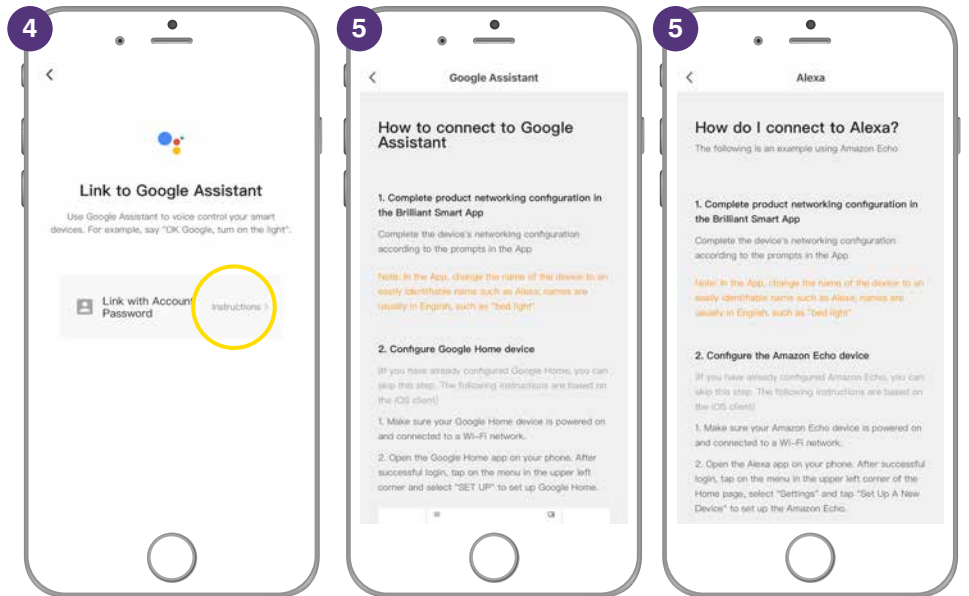 4
Link to Google Assistant
Use Google Assistant to voice control your smart
devices. For example, say "OK Google, turn on the light".
Link with Account
Password
Instructions >
5
Google Assistant
How to connect to Google
Assistant
1. Complete product networking configuration in
the Brilliant Smart App
Complete the device's networking configuration
according to the prompts in the App
Note: In the App, change the name of the device to an
easily identifiable name such as Alexa; names are
usually in English, such as "bed light"
2. Configure Google Home device
(If you have already configured Google Home, you can
skip this step. The following instructions are based on
the iOS client)
1. Make sure your Google Home device is powered on
and connected to a Wi-Fi network.
2. Open the Google Home app on your phone. After
successful login, tap on the menu in the upper left
corner and select "SET UP" to set up Google Home.
5
Alexa
How do I connect to Alexa?
The following is an example using Amazon Echo
1. Complete product networking configuration in
the Brilliant Smart App
Complete the device's networking configuration
according to the prompts in the App
Note: In the App, change the name of the device to an
easily identifiable name such as Alexa; names are
usually in English, such as "bed light"
2. Configure the Amazon Echo device
(If you have already configured Amazon Echo, you can
skip this step. The following instructions are based on
the iOS client)
1. Make sure your Amazon Echo device is powered on
and connected to a Wi-Fi network.
2. Open the Alexa app on your phone. After successful
login, tap on the menu in the upper left corner of the
Home page, select "Settings" and tap "Set Up A New
Device" to set up the Amazon Echo.